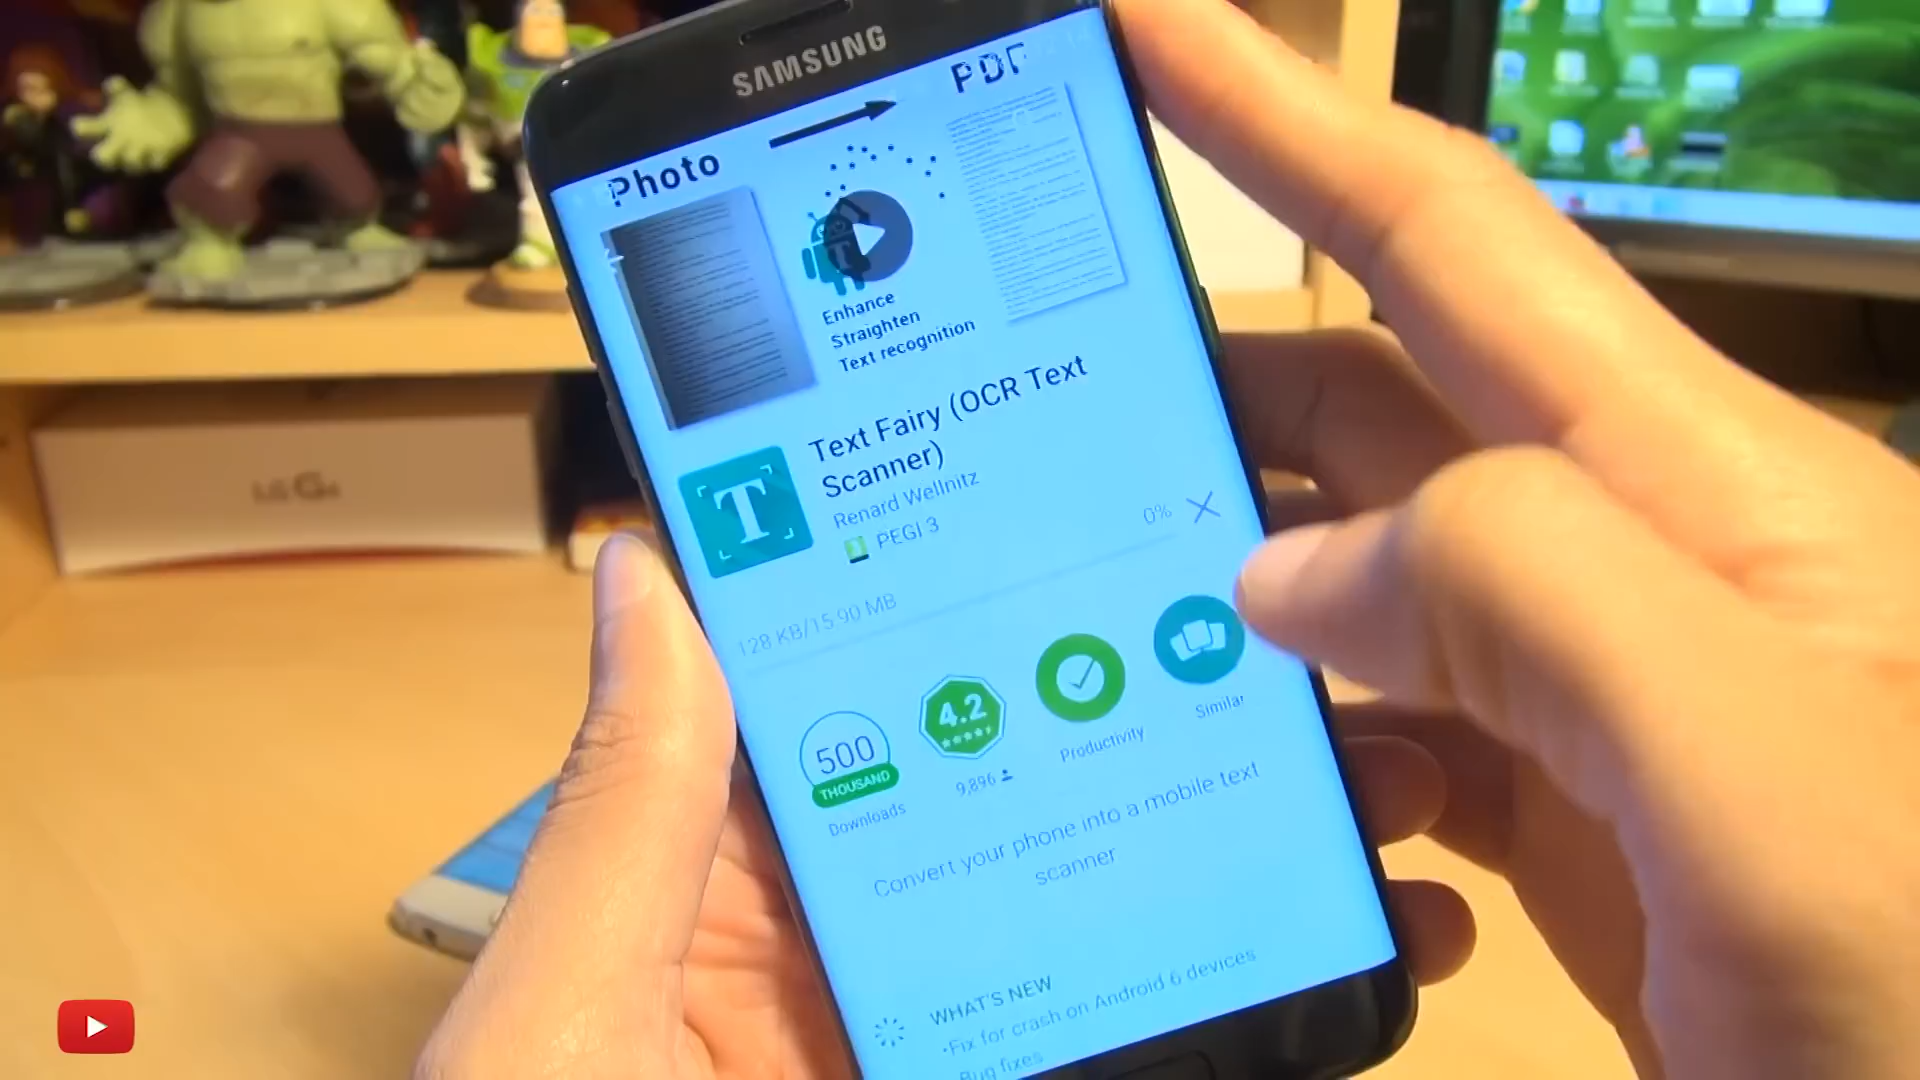 SAMSUNG
Photo
PDF
Enhance
Straighten
Text recognition
Text Fairy (OCR Text
Scanner)
Renard Wellnitz
PEGI 3
0%
128 KB/15.90 MB
500
THOUSAND
Downloads
4.2
9,896
Productivity
Similar
Convert your phone into a mobile text
scanner
WHAT'S NEW
•Fix for crash on Android 6 devices
Bug fixes
LG G4
T